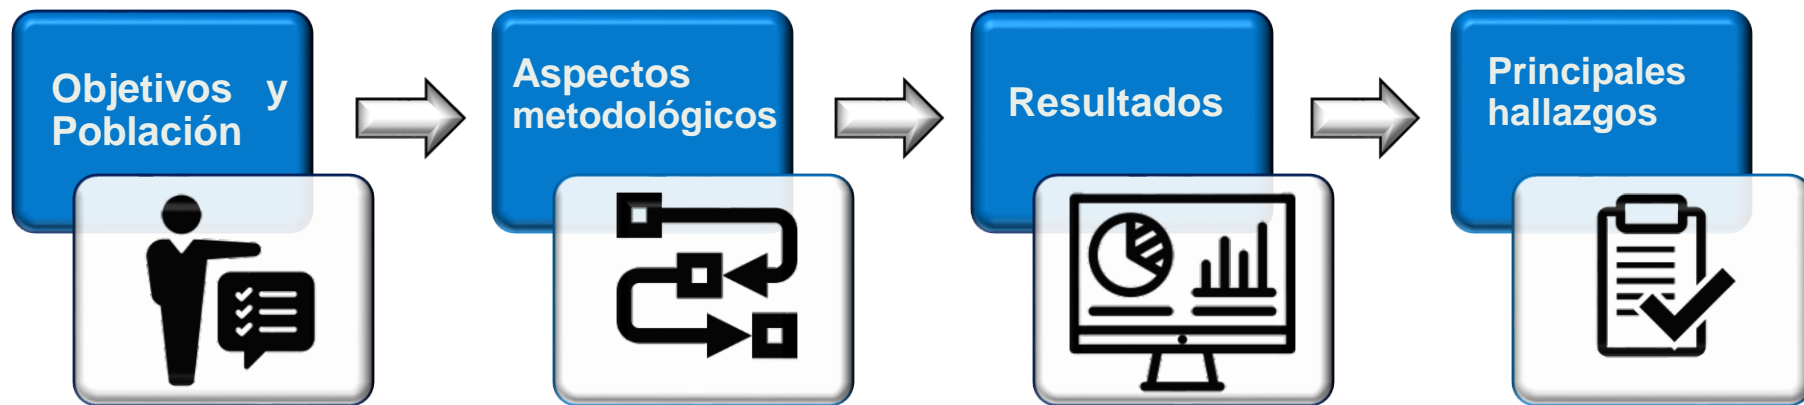 Objetivos y
Población
Aspectos
metodológicos
Resultados
Principales
hallazgos